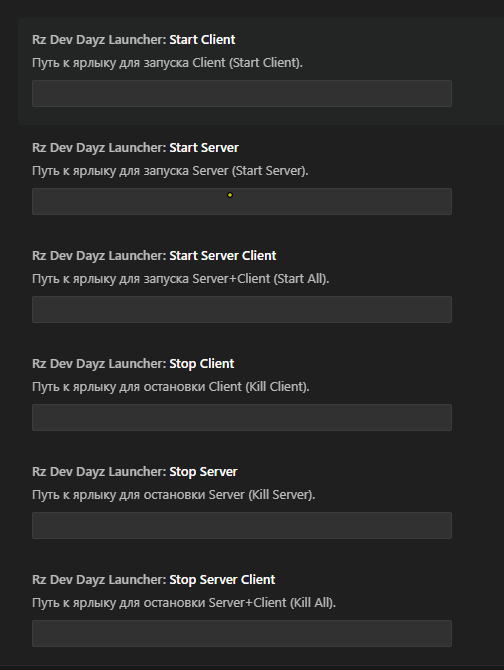 Rz Dev Dayz Launcher: Start Client
Путь к ярлыку для запуска Client (Start Client).
Rz Dev Dayz Launcher: Start Server
Путь к ярлыку для запуска Server (Start Server).
Rz Dev Dayz Launcher: Start Server Client
Путь к ярлыку для запуска Server+Client (Start All).
Rz Dev Dayz Launcher: Stop Client
Путь к ярлыку для остановки Client (Kill Client).
Rz Dev Dayz Launcher: Stop Server
Путь к ярлыку для остановки Server (Kill Server).
Rz Dev Dayz Launcher: Stop Server Client
Путь к ярлыку для остановки Server+Client (Kill All).